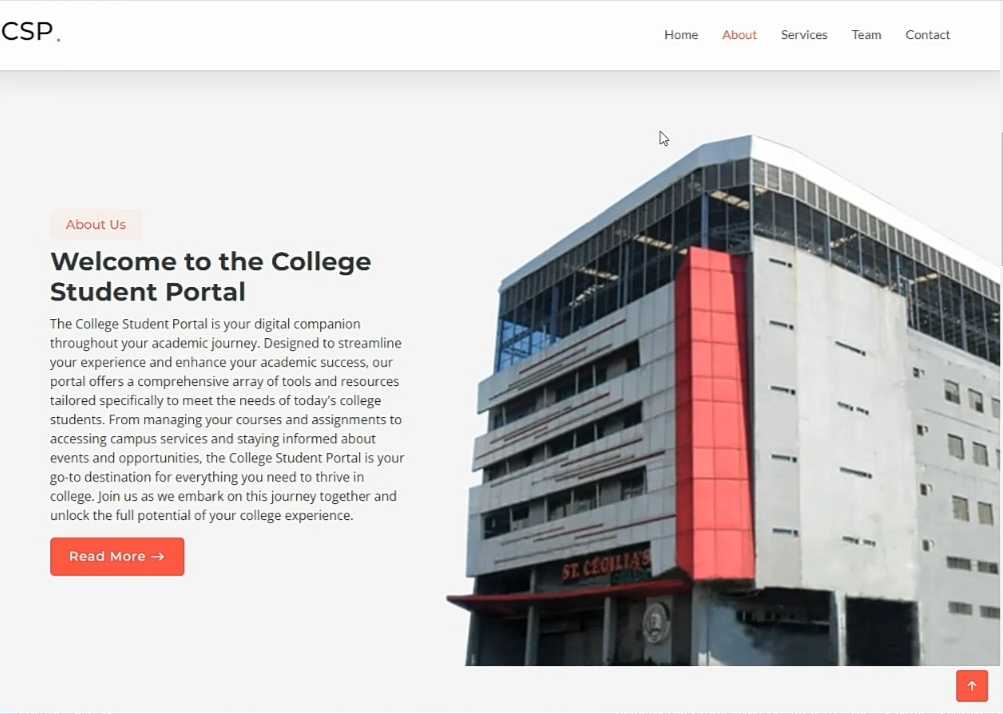 CSP.
Home About Services Team Contact
About Us
Welcome to the College
Student Portal
The College Student Portal is your digital companion
throughout your academic journey. Designed to streamline
your experience and enhance your academic success, our
portal offers a comprehensive array of tools and resources
tailored specifically to meet the needs of today's college
students. From managing your courses and assignments to
accessing campus services and staying informed about
events and opportunities, the College Student Portal is your
go-to destination for everything you need to thrive in
college. Join us as we embark on this journey together and
unlock the full potential of your college experience.
Read More →
ST. CECILIA'S